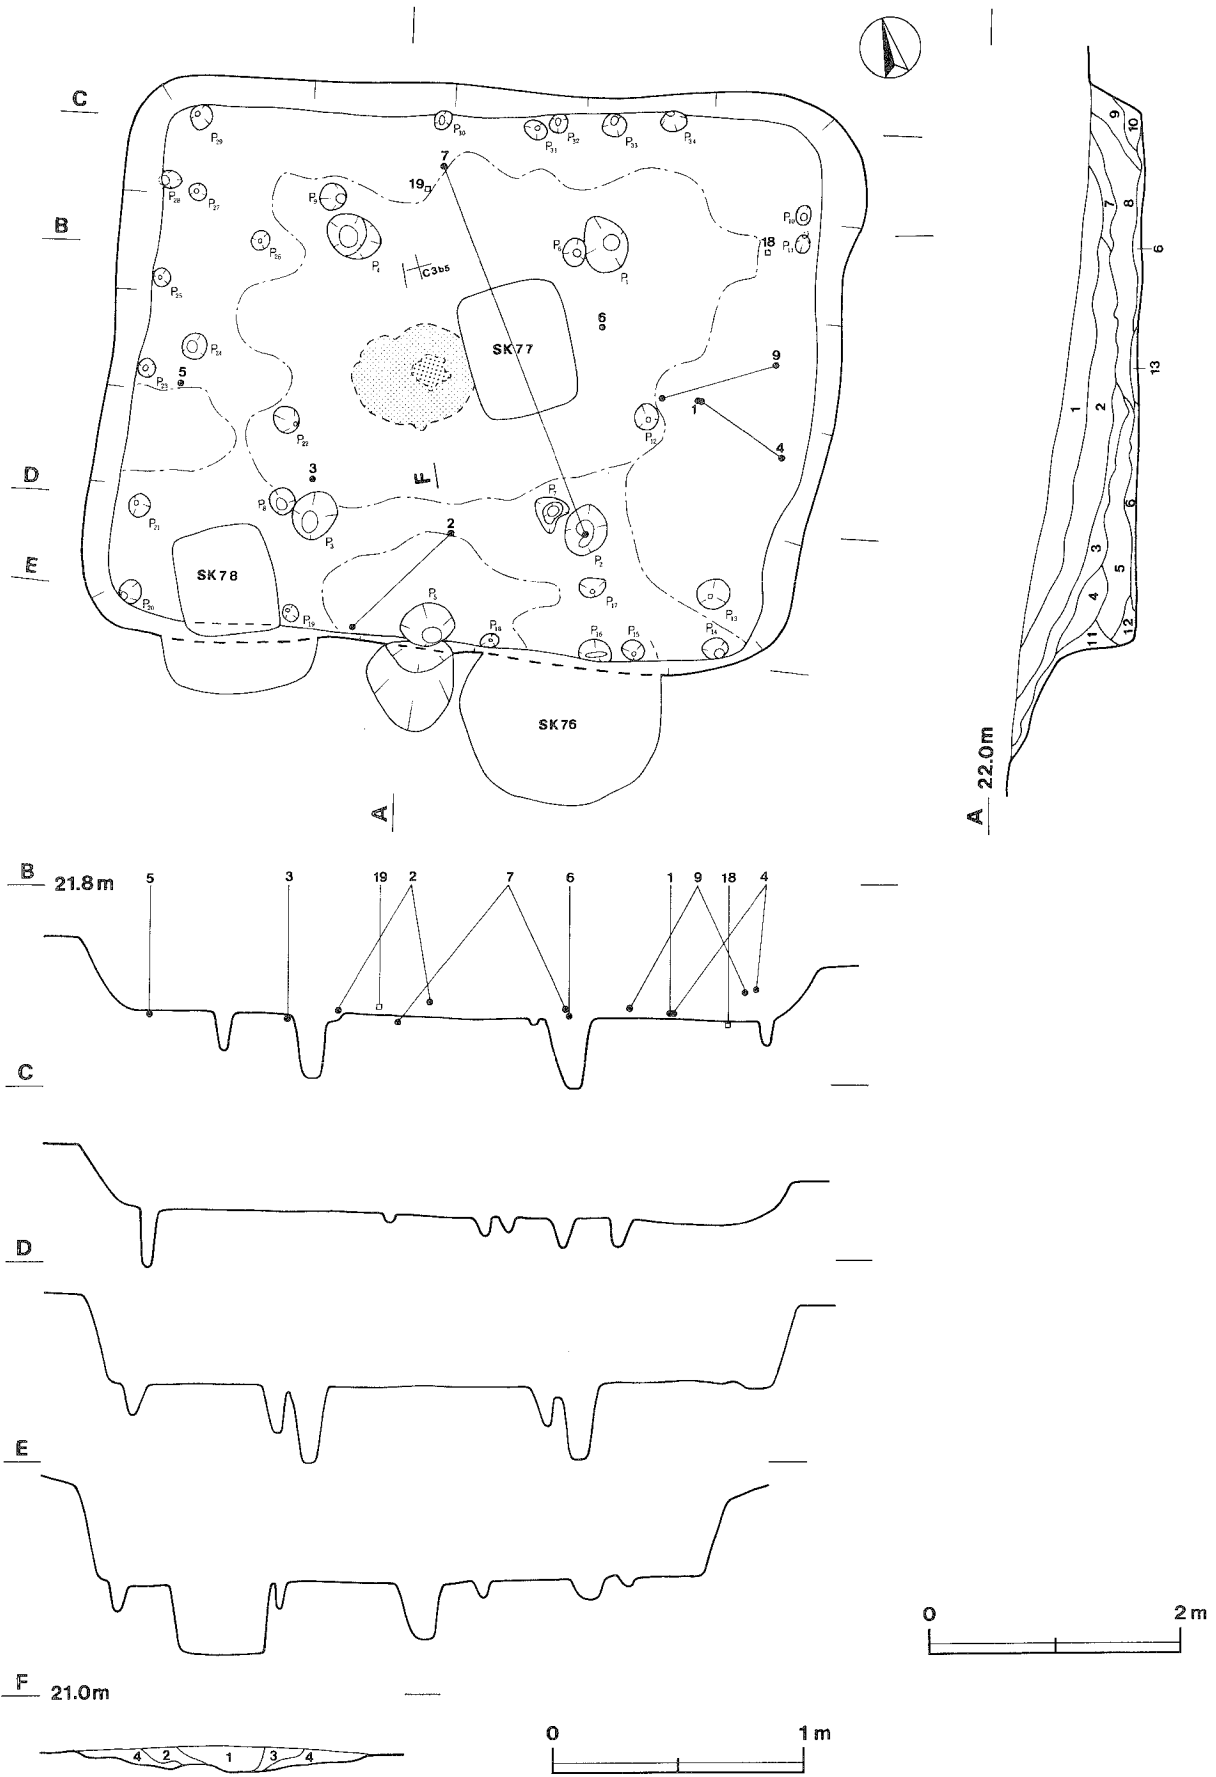 C
P29
P30
P31
P32
P33
P34
7
19
P28
P27
P9
P4
P10
B
P26
P6
P1
18
P11
C3b5
P25
6
SK77
P24
9
P23
5
1
P22
P12
4
D
3
F
P8
P7
P21
P3
2
P2
E
SK78
P17
P20
P19
P5
P13
P18
P16
P15
P14
SK76
A
9
10
7
8
6
13
1
2
6
3
5
4
11
12
A 22.0m
B 21.8m
5
3
19
2
7
6
1
9
18
4
C
D
E
0 2m
F 21.0m
4 2 1 3 4
0 1m